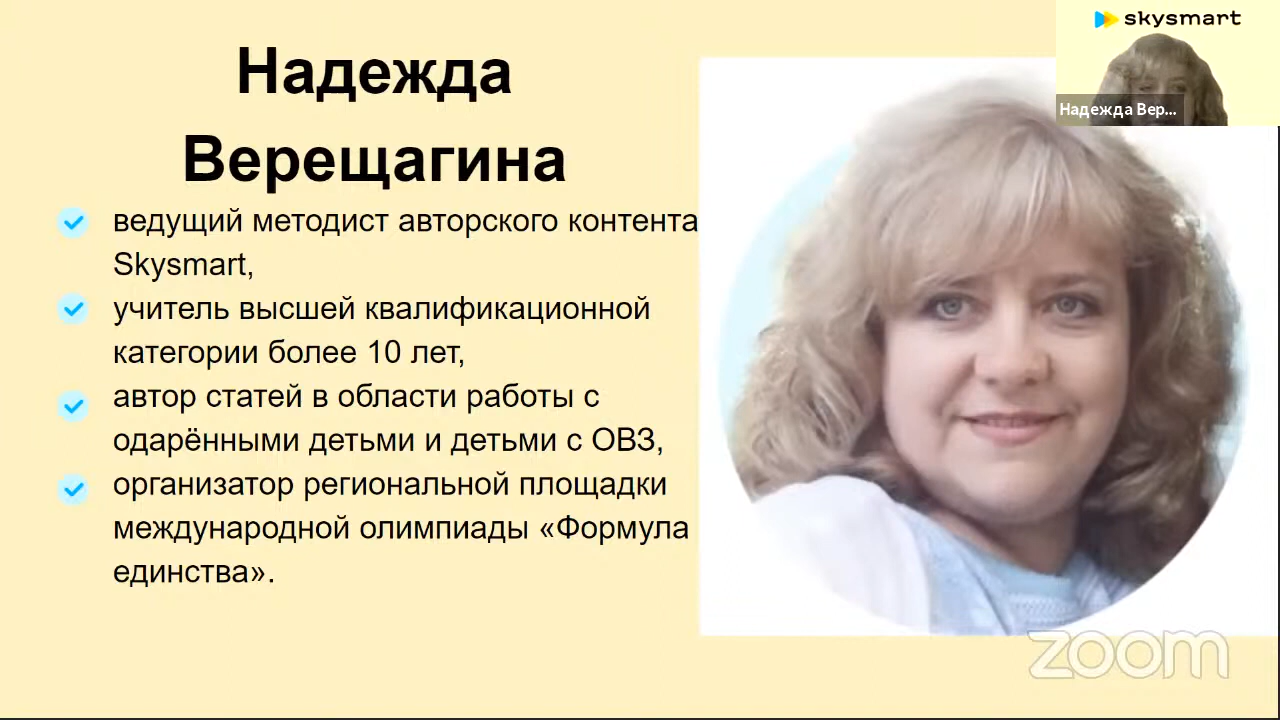 Надежда
Верещагина
ведущий методист авторского контента
Skysmart,
учитель высшей квалификационной
категории более 10 лет,
автор статей в области работы с
одарёнными детьми и детьми с ОВЗ,
организатор региональной площадки
международной олимпиады «Формула
единства».
skysmart
Надежда Вер...
zoom